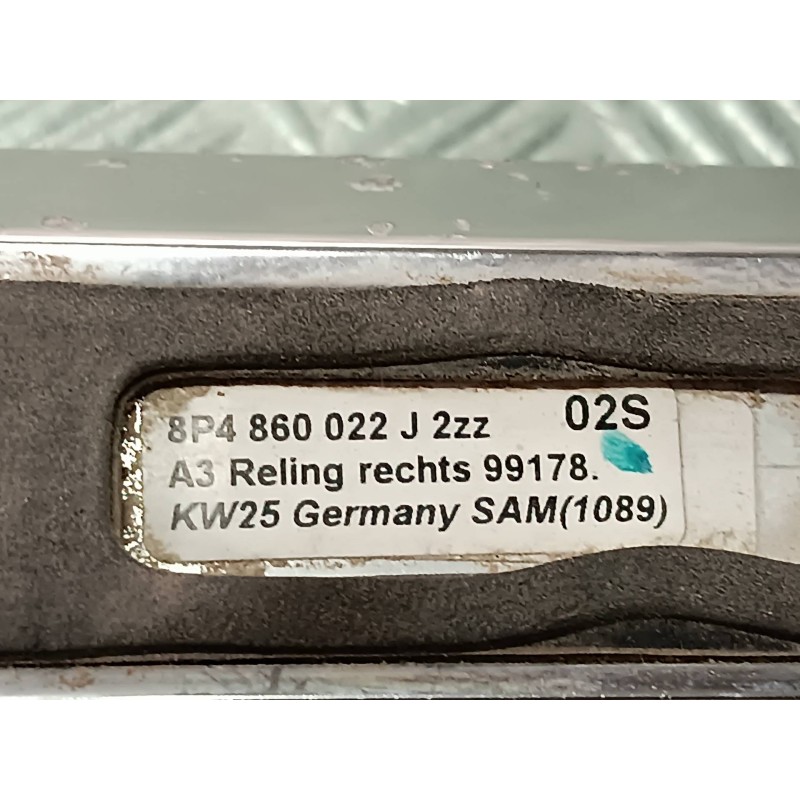 8P4 860 022 J 2zz 02S
A3 Reling rechts 99178.
KW25 Germany SAM(1089)